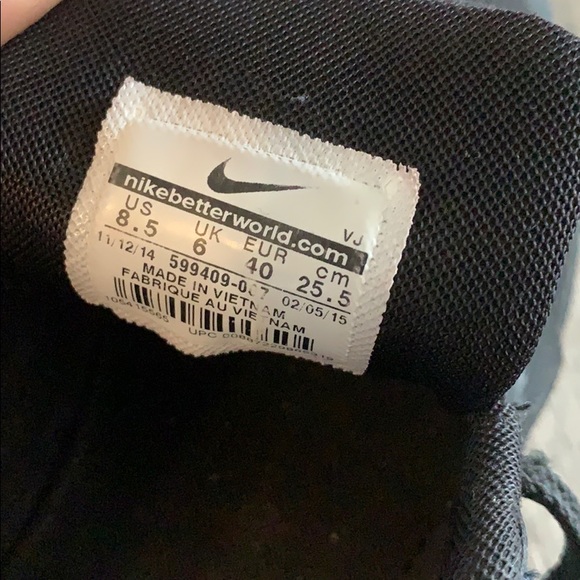 nikebetterworld.com
VJ
US UK EUR cm
8.5 6 40 25.5
11/12/14 02/05/15
MADE IN VIETNAM
FABRIQUE AU VIETNAM
UPC